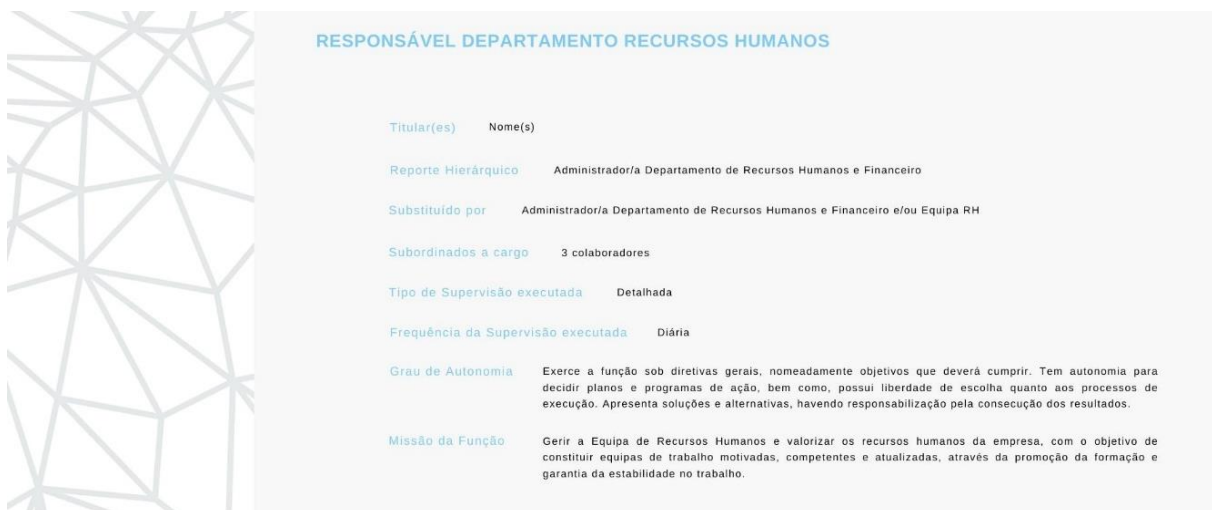 RESPONSÁVEL DEPARTAMENTO RECURSOS HUMANOS
Titular(es) Nome(s)
Reporte Hierárquico Administrador/a Departamento de Recursos Humanos e Financeiro
Substituído por Administrador/a Departamento de Recursos Humanos e Financeiro e/ou Equipa RH
Subordinados a cargo 3 colaboradores
Tipo de Supervisão executada Detalhada
Frequência da Supervisão executada Diária
Grau de Autonomia Exerce a função sob diretivas gerais, nomeadamente objetivos que deverá cumprir. Tem autonomia para
decidir planos e programas de ação, bem como, possui liberdade de escolha quanto aos processos de
execução. Apresenta soluções e alternativas, havendo responsabilização pela consecução dos resultados.
Missão da Função Gerir a Equipa de Recursos Humanos e valorizar os recursos humanos da empresa, com o objetivo de
constituir equipas de trabalho motivadas, competentes e atualizadas, através da promoção da formação e
garantia da estabilidade no trabalho.